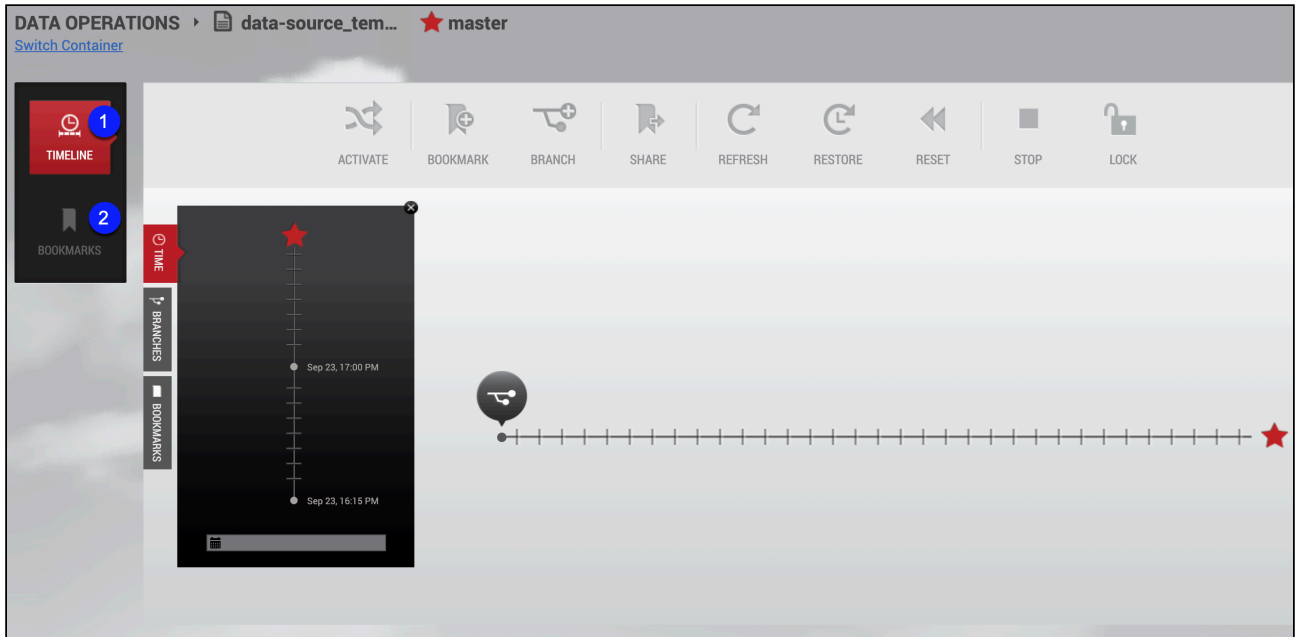 DATA OPERATIONS
data-source_tem...
master
Switch Container
1
TIMELINE
2
BOOKMARKS
ACTIVATE
BOOKMARK
BRANCH
SHARE
REFRESH
RESTORE
RESET
STOP
LOCK
TIME
BRANCHES
BOOKMARKS
Sep 23, 17:00 PM
Sep 23, 16:15 PM